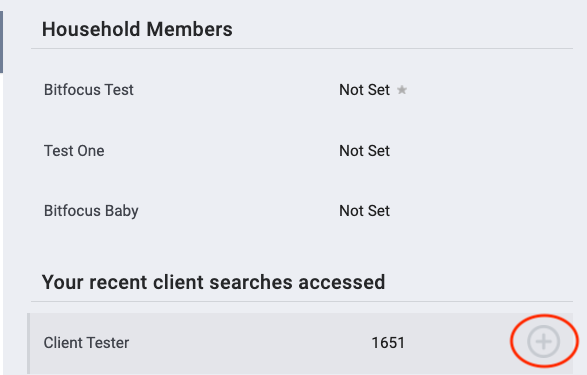 Household Members
Bitfocus Test Not Set
Test One Not Set
Bitfocus Baby Not Set
Your recent client searches accessed
Client Tester 1651